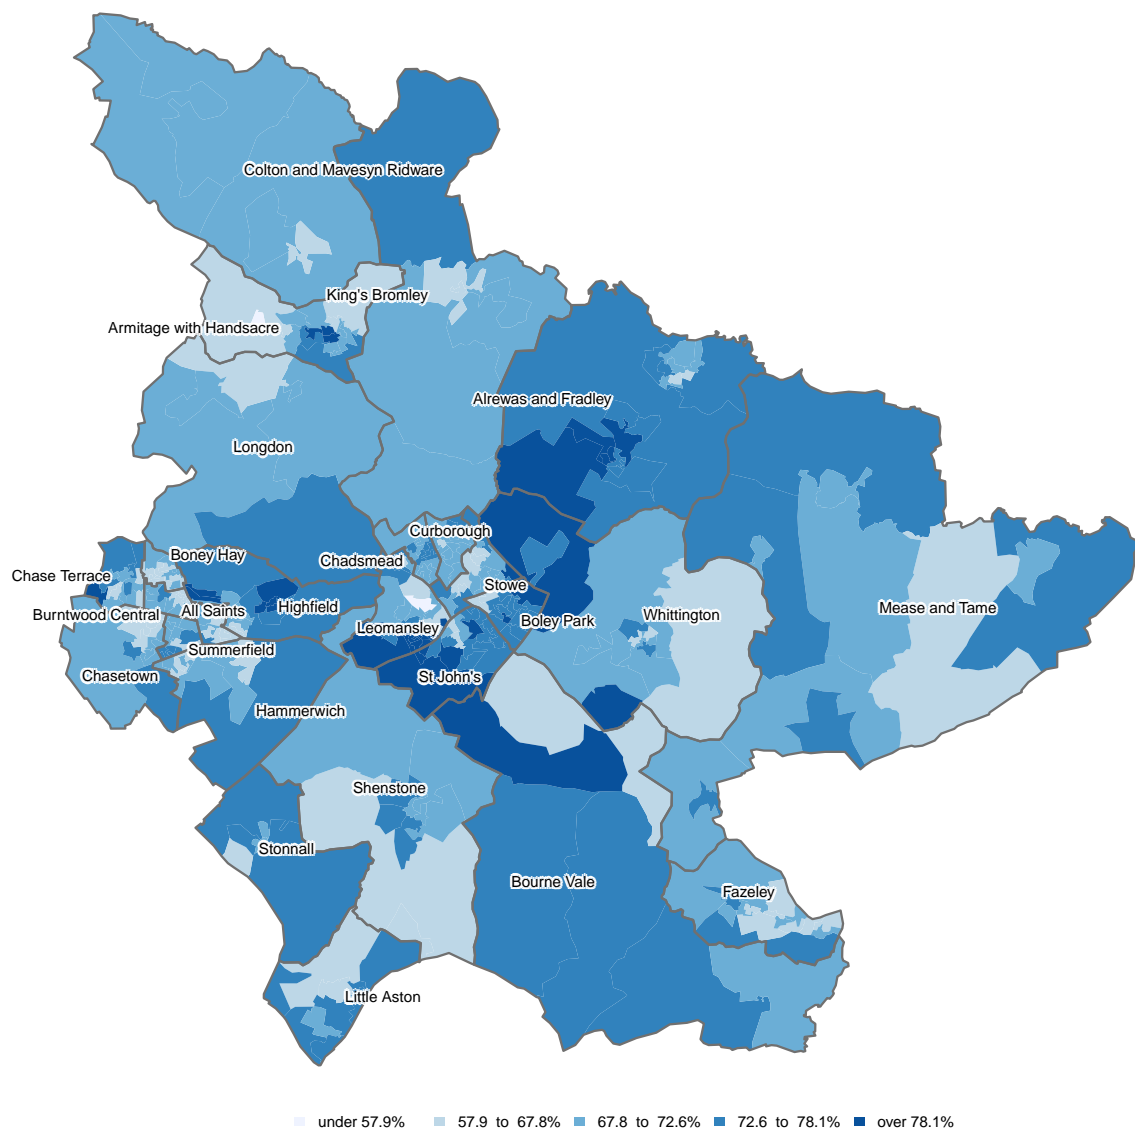 Colton and Mavesyn Ridware
King's Bromley
Armitage with Handsacre
Alrewas and Fradley
Longdon
Curborough
Boney Hay
Chadsmead
Chase Terrace
Stowe
Burntwood Central
All Saints
Highfield
Mease and Tame
Whittington
Boley Park
Leomansley
Summerfield
Chasetown
St John's
Hammerwich
Shenstone
Stonnall
Bourne Vale
Fazeley
Little Aston
under 57.9% 57.9 to 67.8% 67.8 to 72.6% 72.6 to 78.1% over 78.1%